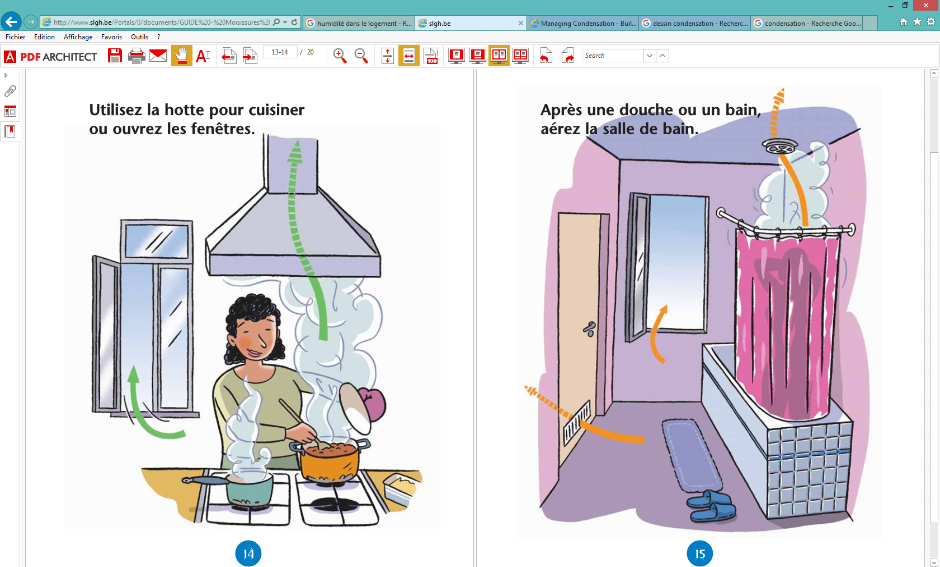 http://www.slgh.be/Portals/0/documents/GUIDE%20-%20Moisissures%2
humidité dans le logement - R...
slgh.be
Managing Condensation - Buil...
dessin condensation - Recherc...
condensation - Recherche Goo...
Fichier Edition Affichage Favoris Outils ?
PDF ARCHITECT
13-14 / 20
Search
Utilisez la hotte pour cuisiner
ou ouvrez les fenêtres.
14
Après une douche ou un bain,
aérez la salle de bain.
15